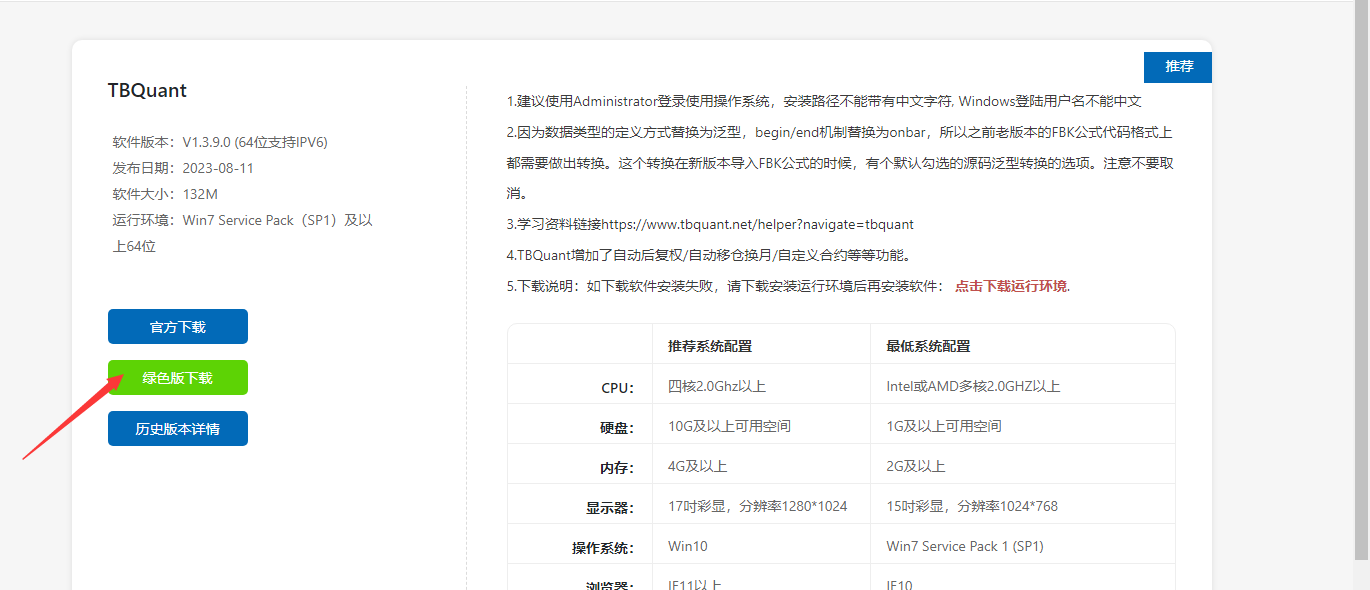 推荐
TBQuant
软件版本：V1.3.9.0 (64位支持IPV6)
发布日期：2023-08-11
软件大小：132M
运行环境：Win7 Service Pack（SP1）及以
上64位
官方下载
绿色版下载
历史版本详情
1.建议使用Administrator登录使用操作系统，安装路径不能带有中文字符, Windows登陆用户名不能中文
2.因为数据类型的定义方式替换为泛型，begin/end机制替换为onbar，所以之前老版本的FBK公式代码格式上
都需要做出转换。这个转换在新版本导入FBK公式的时候，有个默认勾选的源码泛型转换的选项。注意不要取
消。
3.学习资料链接https://www.tbquant.net/helper?navigate=tbquant
4.TBQuant增加了自动后复权/自动移仓换月/自定义合约等等功能。
5.下载说明：如下载软件安装失败，请下载安装运行环境后再安装软件： 点击下载运行环境.
推荐系统配置 最低系统配置
CPU： 四核2.0Ghz以上 Intel或AMD多核2.0GHZ以上
硬盘： 10G及以上可用空间 1G及以上可用空间
内存： 4G及以上 2G及以上
显示器： 17吋彩显，分辨率1280*1024 15吋彩显，分辨率1024*768
操作系统： Win10 Win7 Service Pack 1 (SP1)
浏览器： IE11以上 IE10